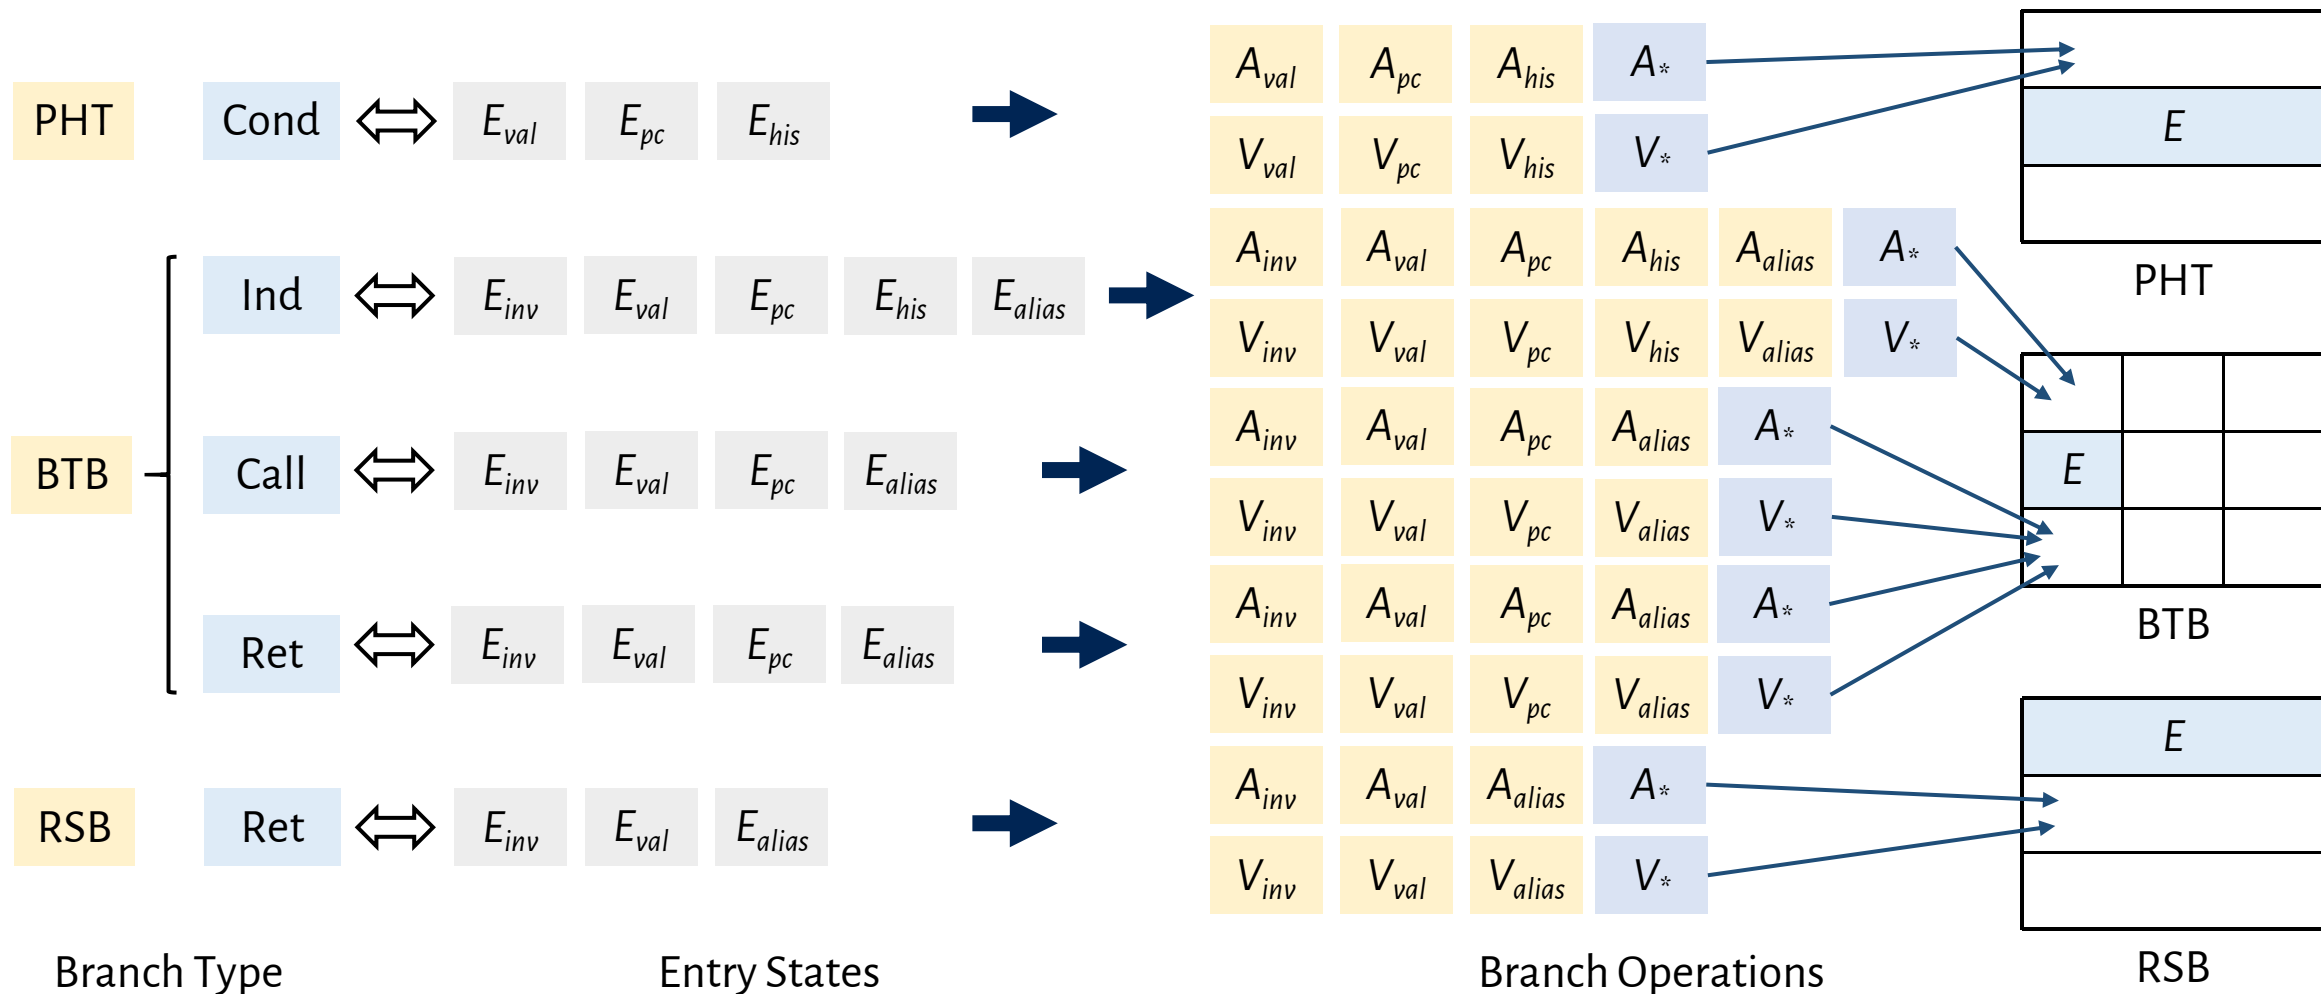 PHT Cond E_val E_pc E_his
BTB
Ind E_inv E_val E_pc E_his E_alias
Call E_inv E_val E_pc E_alias
Ret E_inv E_val E_pc E_alias
RSB Ret E_inv E_val E_alias
Branch Type
Entry States
A_val A_pc A_his A_*
V_val V_pc V_his V_*
A_inv A_val A_pc A_his A_alias A_*
V_inv V_val V_pc V_his V_alias V_*
A_inv A_val A_pc A_alias A_*
V_inv V_val V_pc V_alias V_*
A_inv A_val A_pc A_alias A_*
V_inv V_val V_pc V_alias V_*
A_inv A_val A_alias A_*
V_inv V_val V_alias V_*
Branch Operations
E
PHT
E
BTB
E
RSB